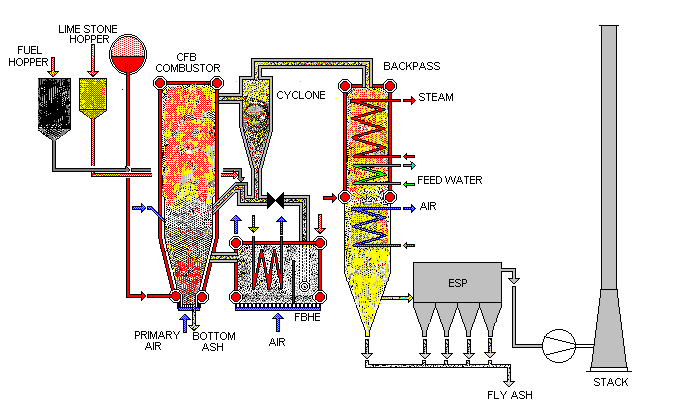 LIME STONE
HOPPER
FUEL
HOPPER
CFB
COMBUSTOR
CYCLONE
BACKPASS
STEAM
FEED WATER
AIR
ESP
FBHE
PRIMARY
AIR
BOTTOM
ASH
AIR
FLY ASH
STACK